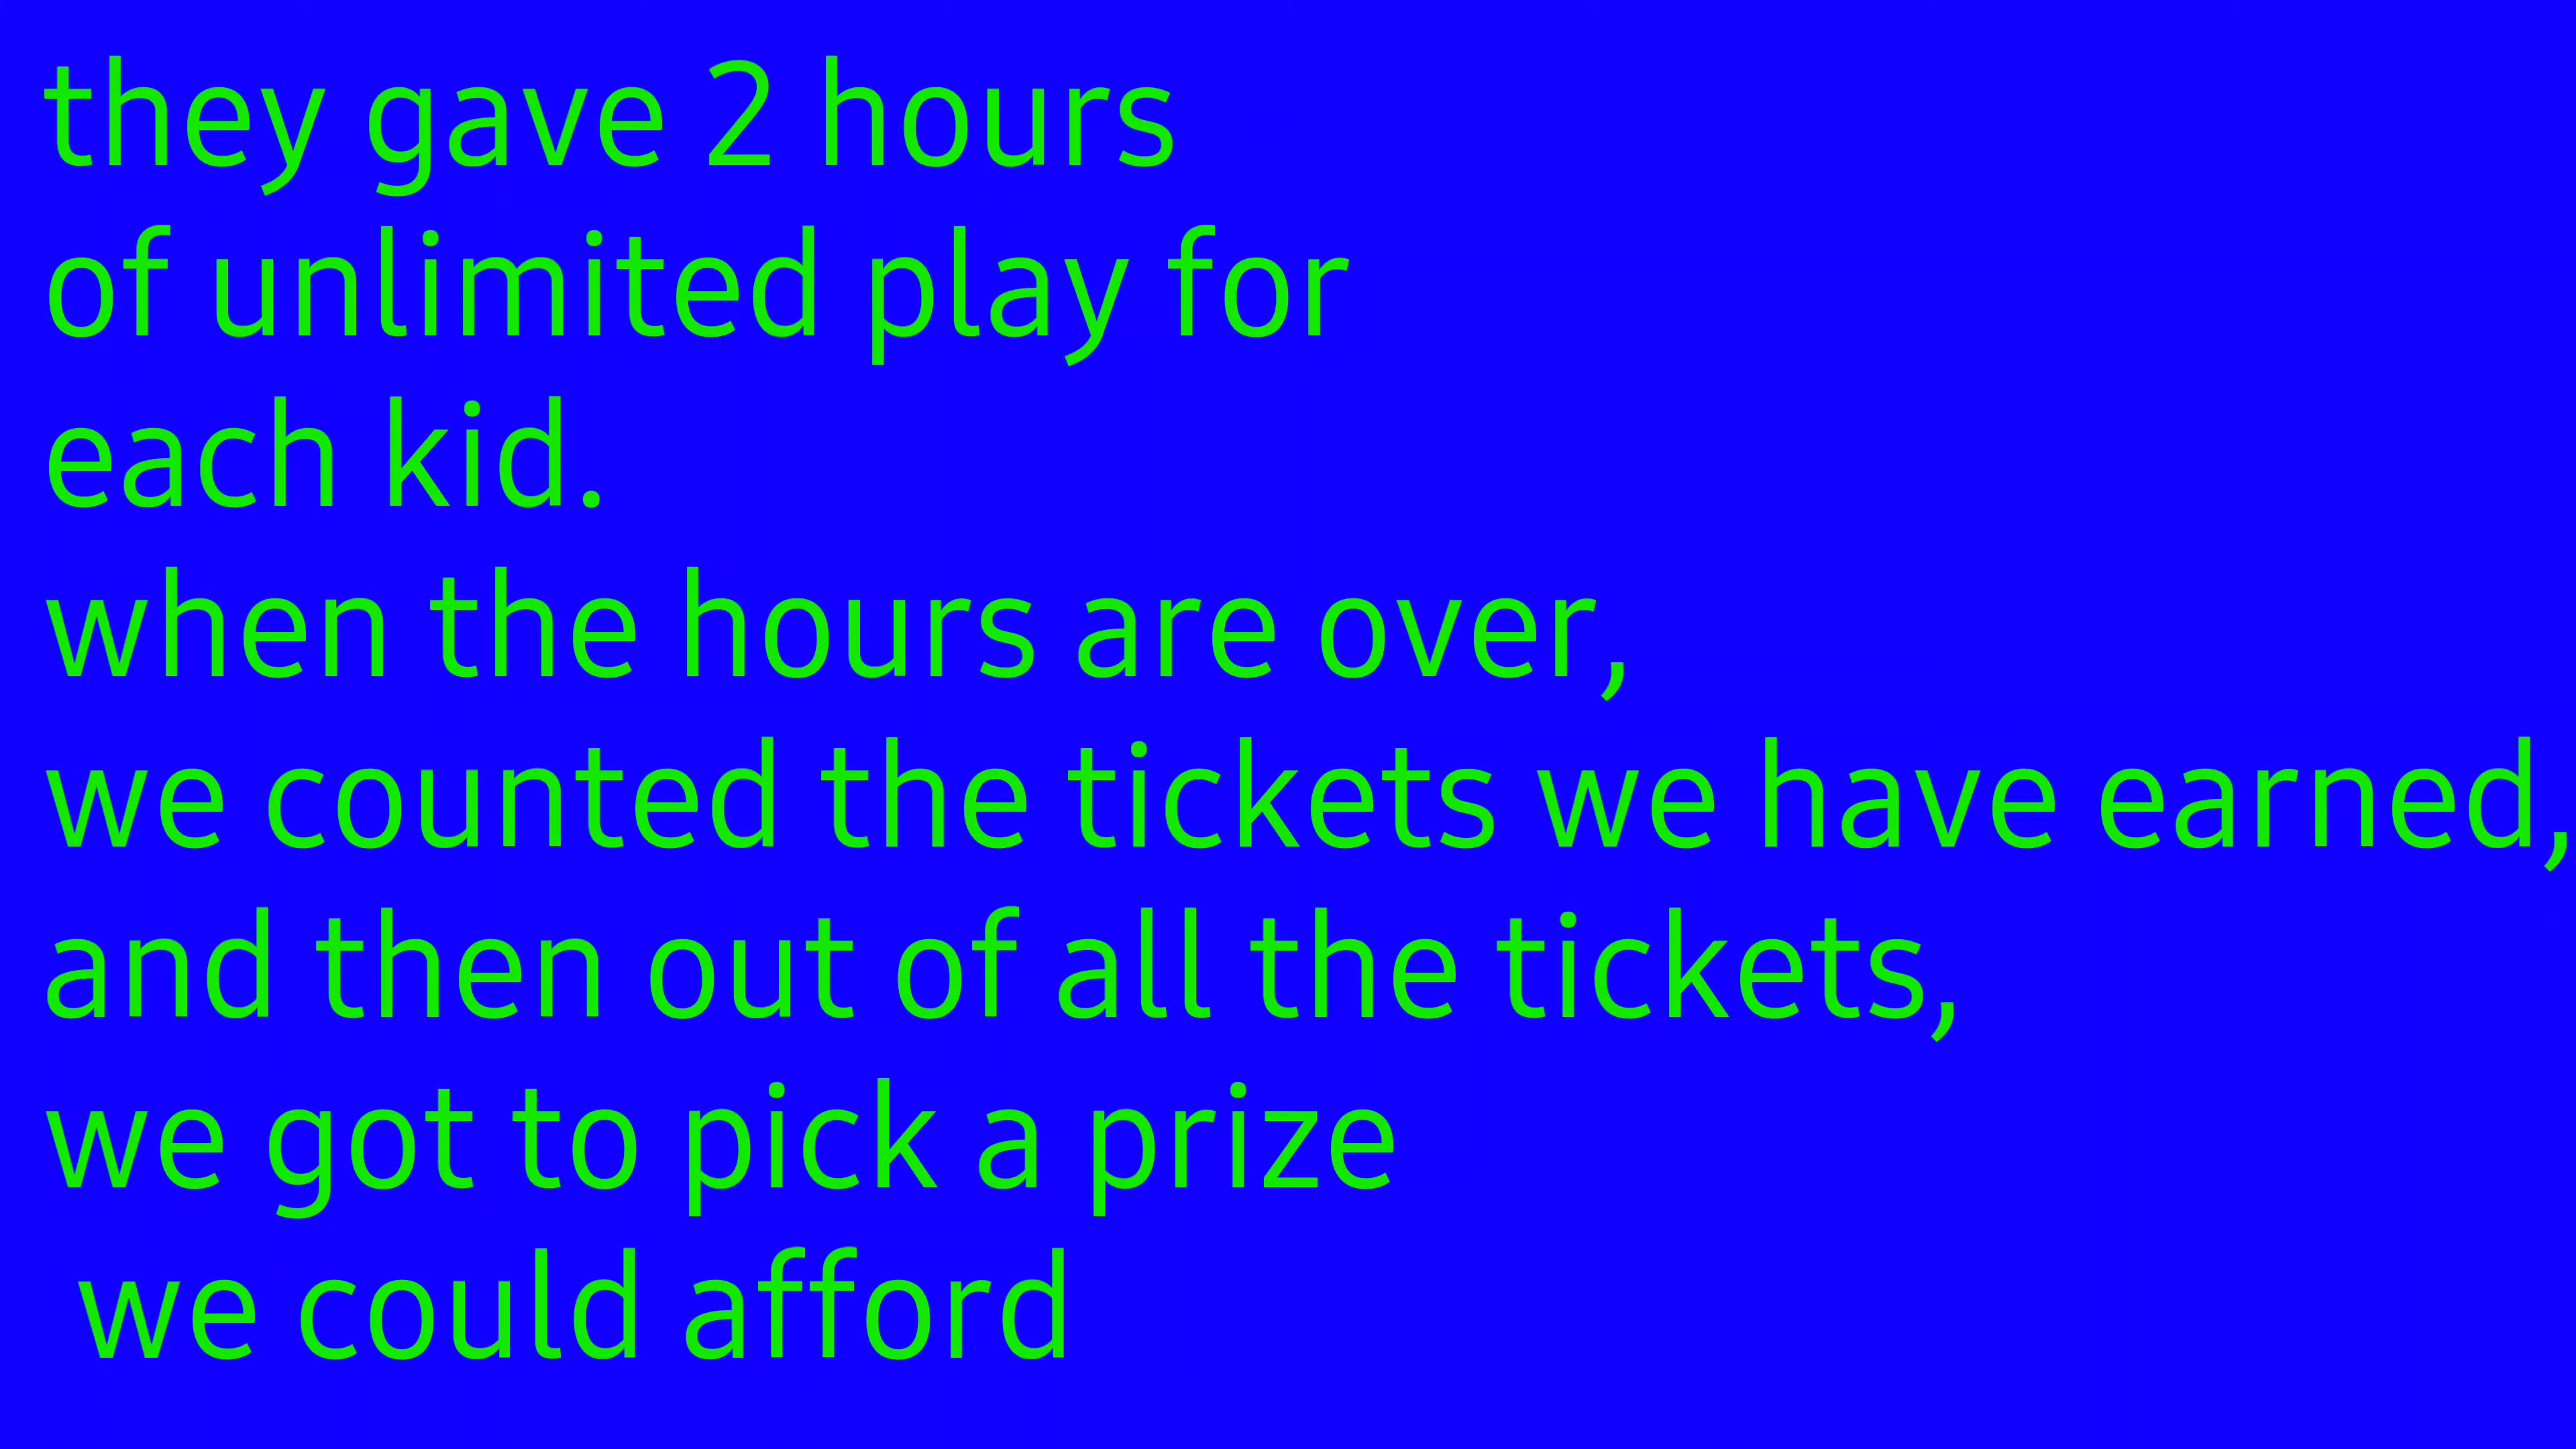 they gave 2 hours
of unlimited play for
each kid.
when the hours are over,
we counted the tickets we have earned,
and then out of all the tickets,
we got to pick a prize
we could afford